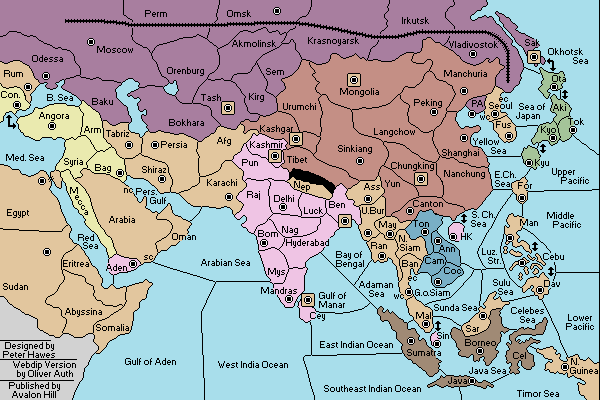 Perm
Omsk
Irkutsk
Krasnoyarsk
Vladivostok
Sak
Okhotsk
Sea
Moscow
Akmolinsk
Odessa
Orenburg
Sem
Mongolia
Manchuria
Ota
Rum
Con.
B. Sea
Baku
Tash
Kirg
Urumchi
Peking
PA
ec
Seoul
wc
Fus
Sea of
Japan
Aki
Tok
Kyo
Angora
Arm
Tabriz
Bokhara
Kashgar
Langchow
Yellow
Sea
Kyu
Med. Sea
Syria
Bag
Persia
Afg
Kashmir
Pun
Tibet
Sinkiang
Shanghai
Nanchung
Chungking
E.Ch.
Sea
Upper
Pacific
Shiraz
nc
Pers.
Gulf
Karachi
Raj
Delhi
Nep
Luck
Ben
Ass
Yun
Canton
For
Mecca
Egypt
Arabia
Oman
Red
Sea
Aden
sc
Bom
Nag
Hyderabad
U.Bur
May
Ran
N.
Siam
Ban
Ton
Ann
Cam
Coc
HK
S. Ch.
Sea
Luz.
Str.
Man
Middle
Pacific
Cebu
Dav
Eritrea
Sudan
Abyssinia
Somalia
Arabian Sea
Mys
Madras
Bay of
Bengal
Adaman
Sea
ec
wc
G.o.Siam
Sulu
Sea
Gulf of
Manar
Cey
Mal
Sin
Sunda Sea
Sar
Celebes
Sea
Lower
Pacific
Designed by
Peter Hawes
Webdip Version
by Oliver Auth
Published by
Avalon Hill
Gulf of Aden
West India Ocean
East Indian Ocean
Sumatra
Borneo
Cel
Java Sea
Java
N.
Guinea
Southeast Indian Ocean
Timor Sea